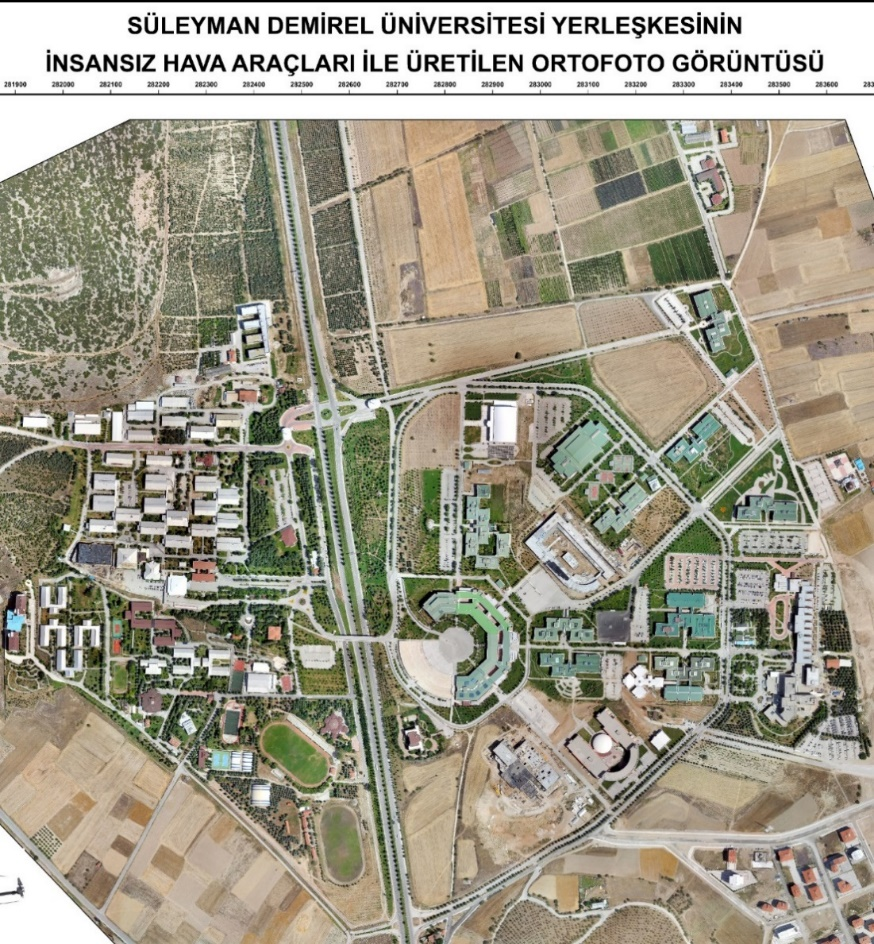 SÜLEYMAN DEMİREL ÜNİVERSİTESİ YERLEŞKESİNİN
İNSANSIZ HAVA ARAÇLARI İLE ÜRETİLEN ORTOFOTO GÖRÜNTÜSÜ
281900 282000 282100 282200 282300 282400 282500 282600 282700 282800 282900 283000 283100 283200 283300 283400 283500 283600